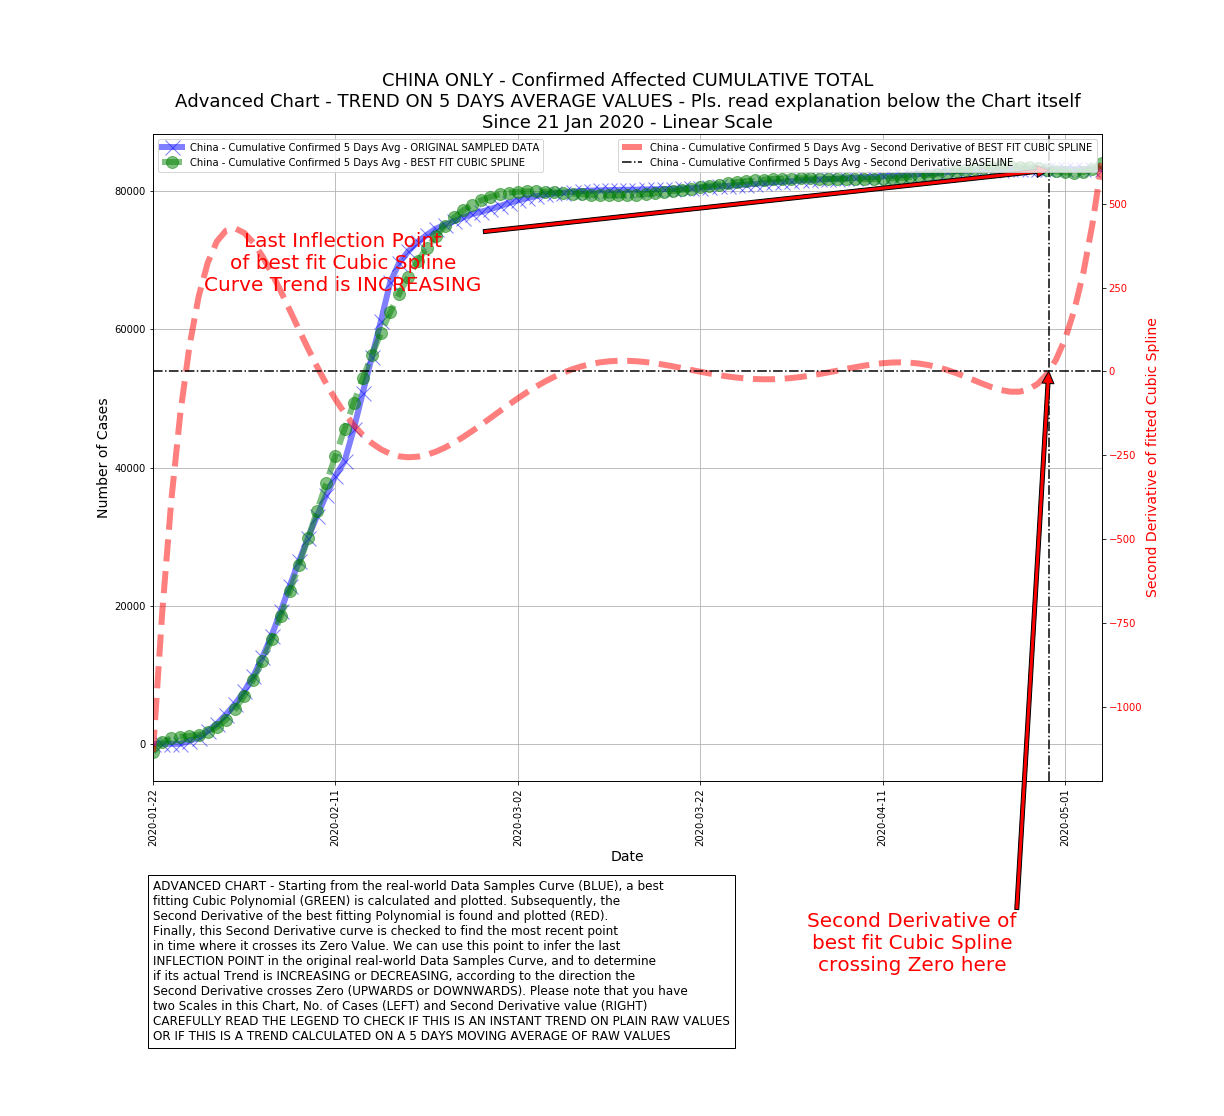 CHINA ONLY - Confirmed Affected CUMULATIVE TOTAL
Advanced Chart - TREND ON 5 DAYS AVERAGE VALUES - Pls. read explanation below the Chart itself
Since 21 Jan 2020 - Linear Scale
China - Cumulative Confirmed 5 Days Avg - ORIGINAL SAMPLED DATA
China - Cumulative Confirmed 5 Days Avg - BEST FIT CUBIC SPLINE
China - Cumulative Confirmed 5 Days Avg - Second Derivative of BEST FIT CUBIC SPLINE
China - Cumulative Confirmed 5 Days Avg - Second Derivative BASELINE
80000
60000
40000
20000
0
Number of Cases
Last Inflection Point
of best fit Cubic Spline
Curve Trend is INCREASING
500
250
0
−250
−500
−750
−1000
Second Derivative of fitted Cubic Spline
2020-01-22
2020-02-11
2020-03-02
2020-03-22
2020-04-11
2020-05-01
Date
ADVANCED CHART - Starting from the real-world Data Samples Curve (BLUE), a best
fitting Cubic Polynomial (GREEN) is calculated and plotted. Subsequently, the
Second Derivative of the best fitting Polynomial is found and plotted (RED).
Finally, this Second Derivative curve is checked to find the most recent point
in time where it crosses its Zero Value. We can use this point to infer the last
INFLECTION POINT in the original real-world Data Samples Curve, and to determine
if its actual Trend is INCREASING or DECREASING, according to the direction the
Second Derivative crosses Zero (UPWARDS or DOWNWARDS). Please note that you have
two Scales in this Chart, No. of Cases (LEFT) and Second Derivative value (RIGHT)
CAREFULLY READ THE LEGEND TO CHECK IF THIS IS AN INSTANT TREND ON PLAIN RAW VALUES
OR IF THIS IS A TREND CALCULATED ON A 5 DAYS MOVING AVERAGE OF RAW VALUES
Second Derivative of
best fit Cubic Spline
crossing Zero here